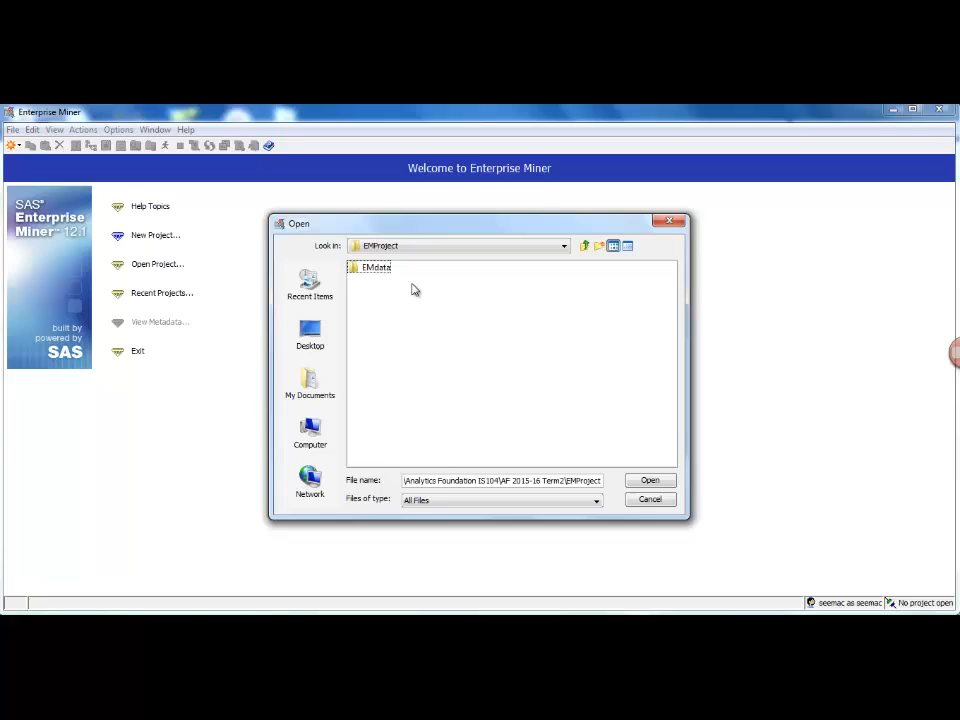 Enterprise Miner
File Edit View Actions Options Window Help
Welcome to Enterprise Miner
SAS®
Enterprise
Miner™ 12.1
built by
powered by
SAS
Help Topics
New Project...
Open Project...
Recent Projects...
View Metadata...
Exit
Open
Look in: EMProject
EMdata
Recent Items
Desktop
My Documents
Computer
Network
File name: \Analytics Foundation IS104\AF 2015-16 Term2\EMProject Open
Files of type: All Files Cancel
seemac as seemac No project open